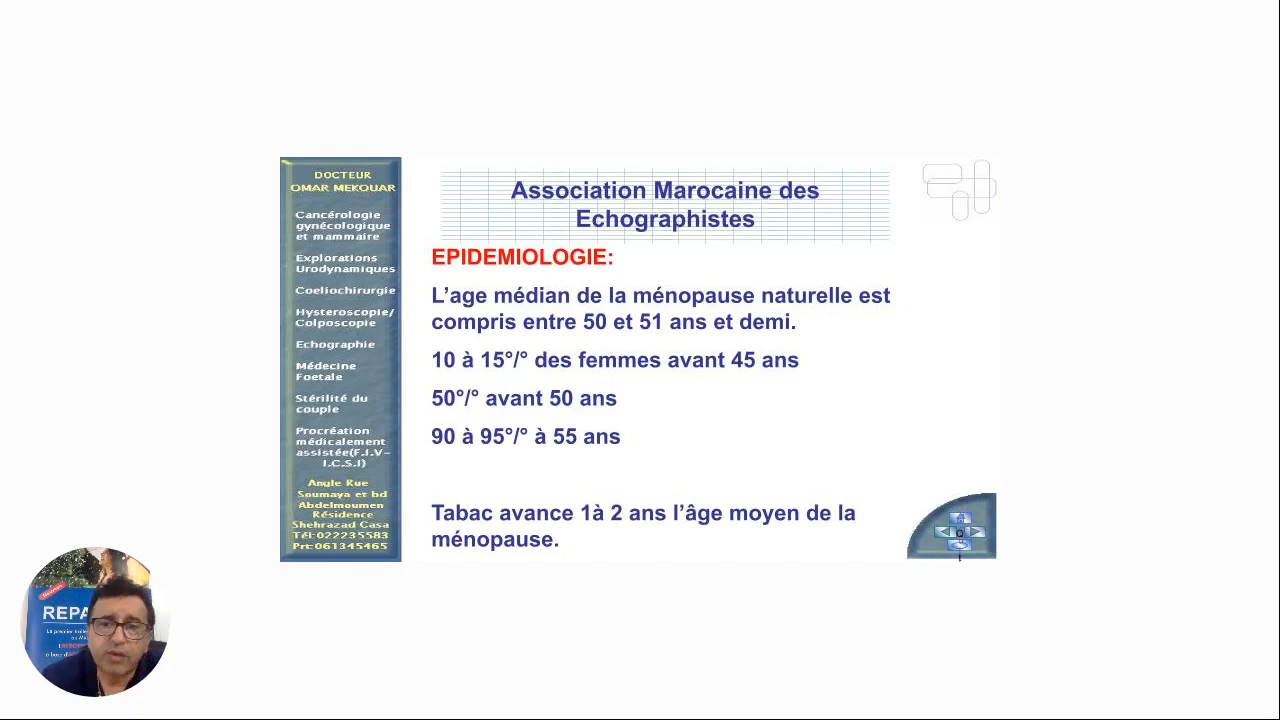 DOCTEUR
OMAR MEKOUAR
Cancérologie
gynécologique
et mammaire
Explorations
Urodynamiques
Coeliochirurgie
Hysteroscopie/
Colposcopie
Echographie
Médecine
Foetale
Stérilité du
couple
Procréation
médicalement
assistée(F.I.V-
I.C.S.I)
Angle Rue
Soumaya et bd
Abdelmoumen
Résidence
Shehrazad Casa
Tél:022235583
Prt:061345465
Association Marocaine des
Echographistes
EPIDEMIOLOGIE:
L’age médian de la ménopause naturelle est
compris entre 50 et 51 ans et demi.
10 à 15°/° des femmes avant 45 ans
50°/° avant 50 ans
90 à 95°/° à 55 ans
Tabac avance 1à 2 ans l’âge moyen de la
ménopause.
Nouveau
REPA